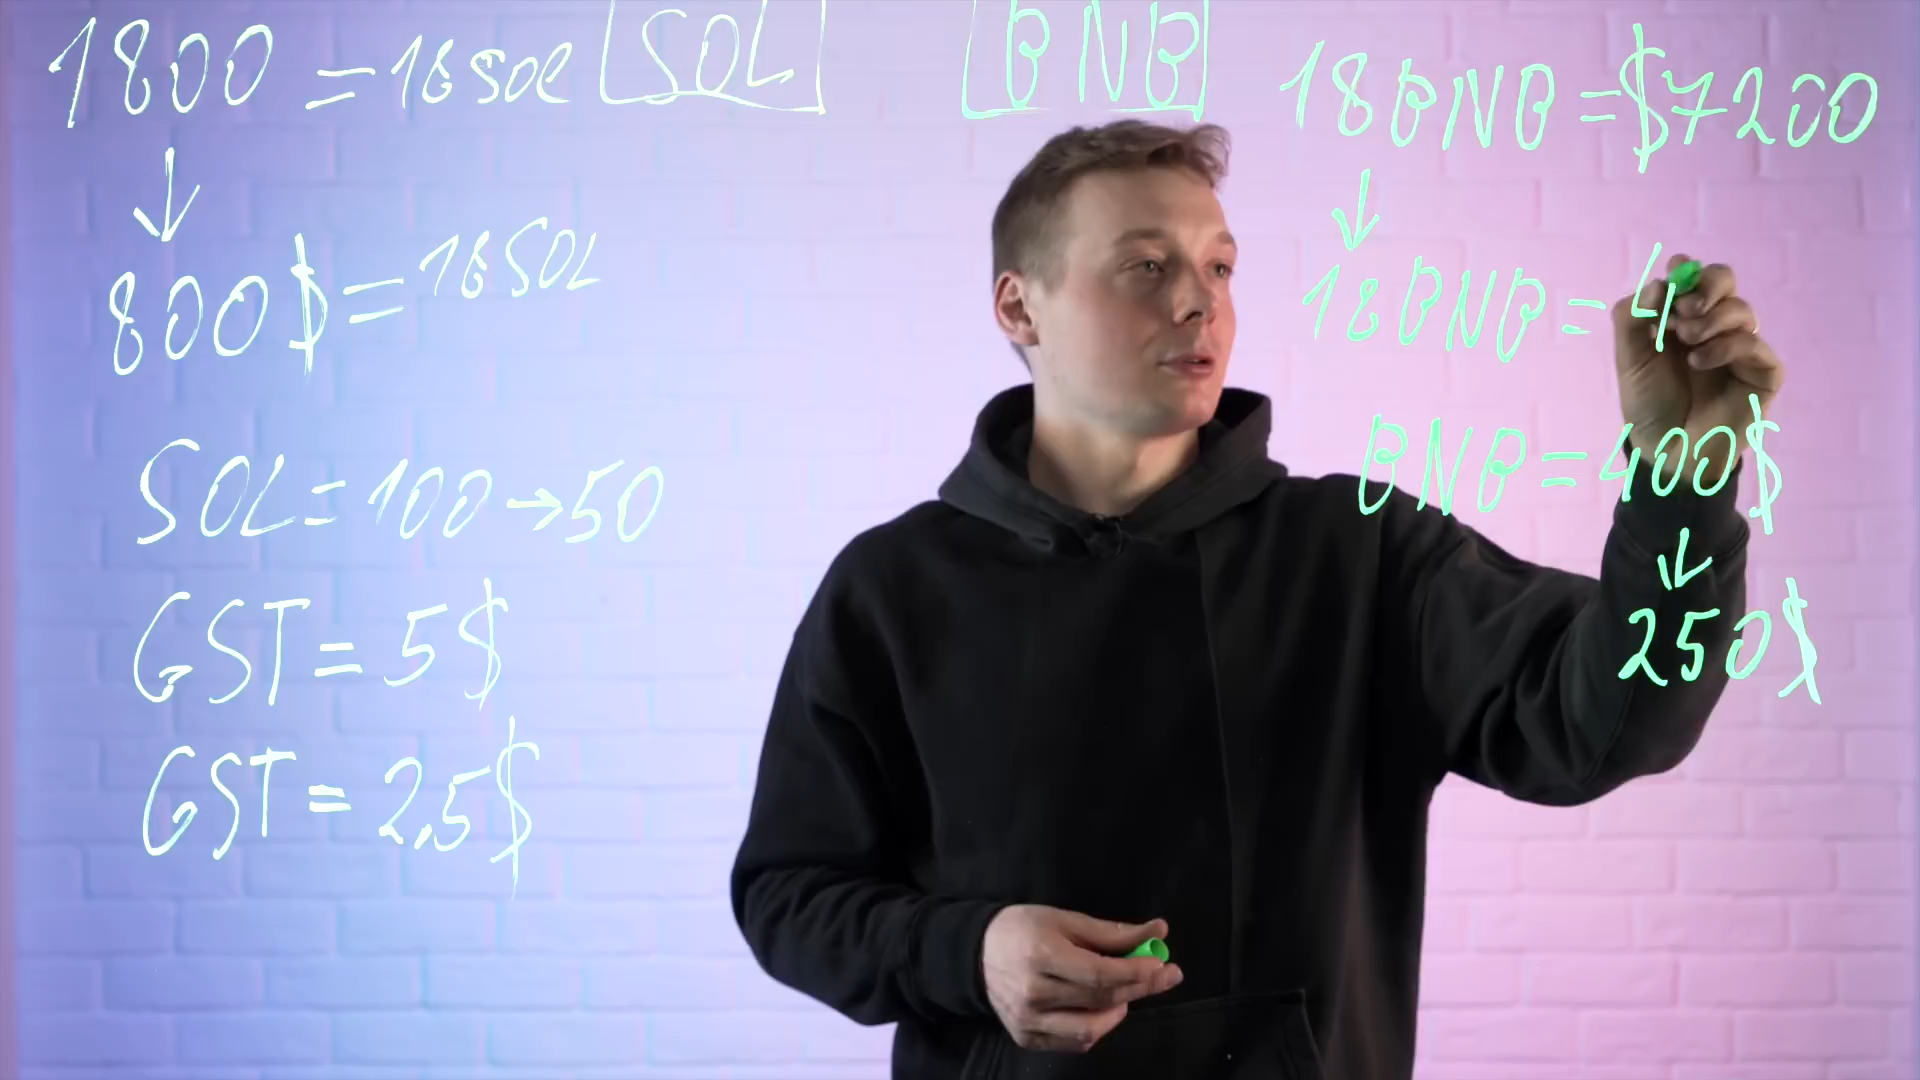 1800 = 18 SOL
SOL
↓
800$ = 18 SOL
SOL = 100 → 50
GST = 5$
GST = 2,5$
BNB
18 BNB = $7200
↓
18 BNB = 4
BNB = 400$
↓
250$